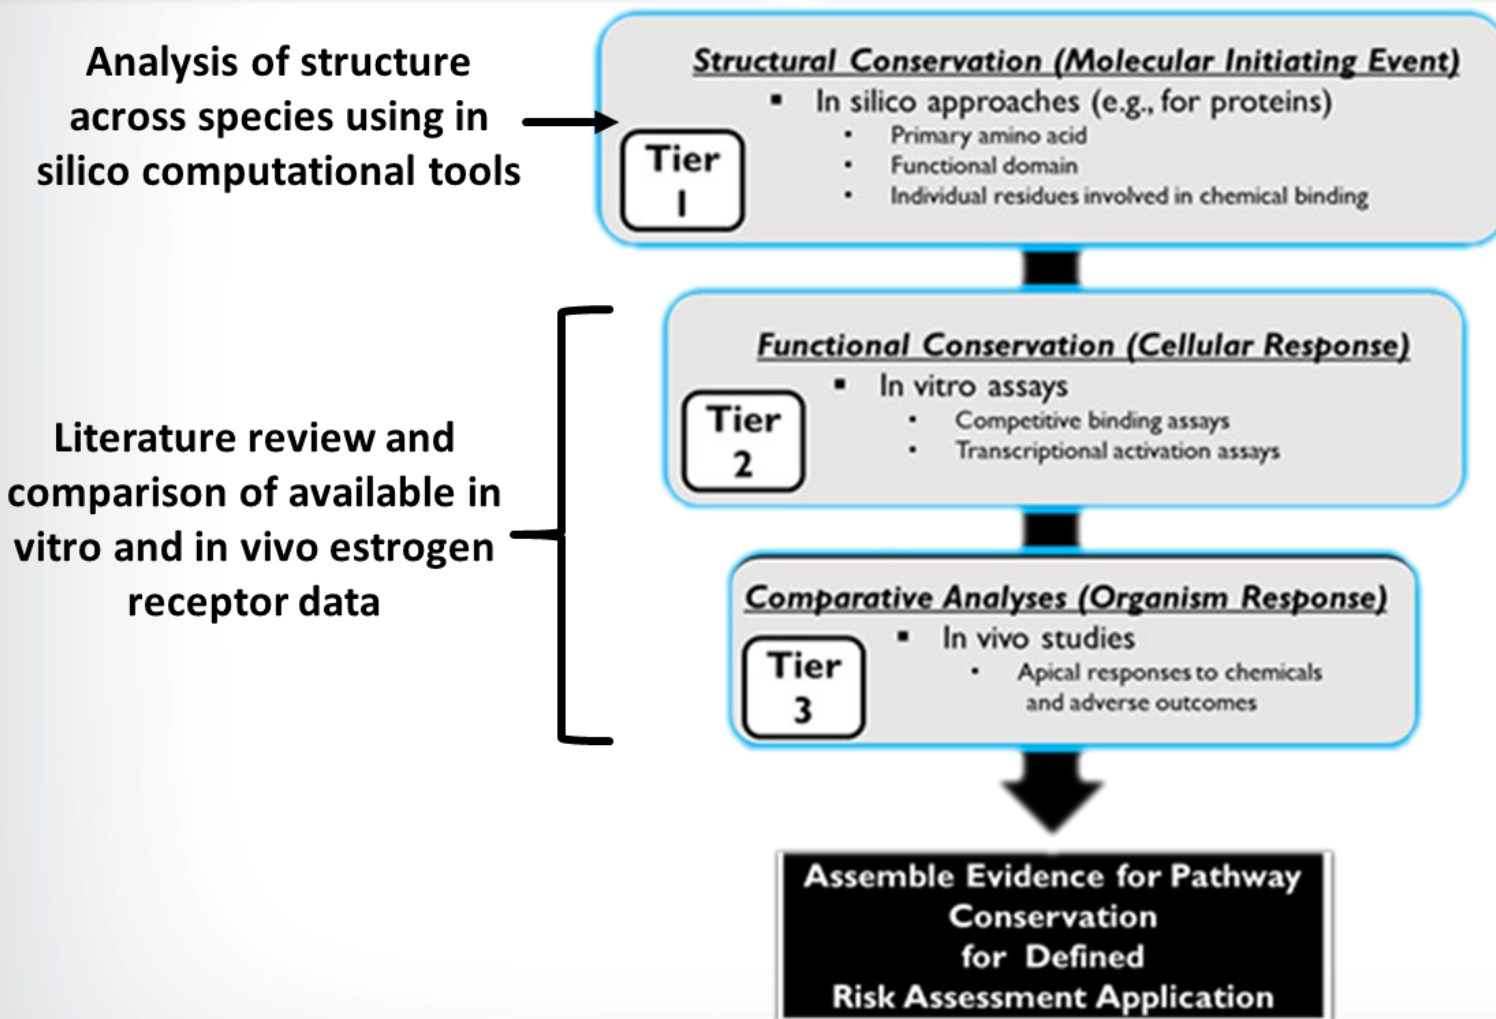 Analysis of structure
across species using in
silico computational tools
Structural Conservation (Molecular Initiating Event)
▪ In silico approaches (e.g., for proteins)
• Primary amino acid
• Functional domain
• Individual residues involved in chemical binding
Tier
1
Functional Conservation (Cellular Response)
▪ In vitro assays
• Competitive binding assays
• Transcriptional activation assays
Tier
2
Literature review and
comparison of available in
vitro and in vivo estrogen
receptor data
Comparative Analyses (Organism Response)
▪ In vivo studies
• Apical responses to chemicals
and adverse outcomes
Tier
3
Assemble Evidence for Pathway
Conservation
for Defined
Risk Assessment Application